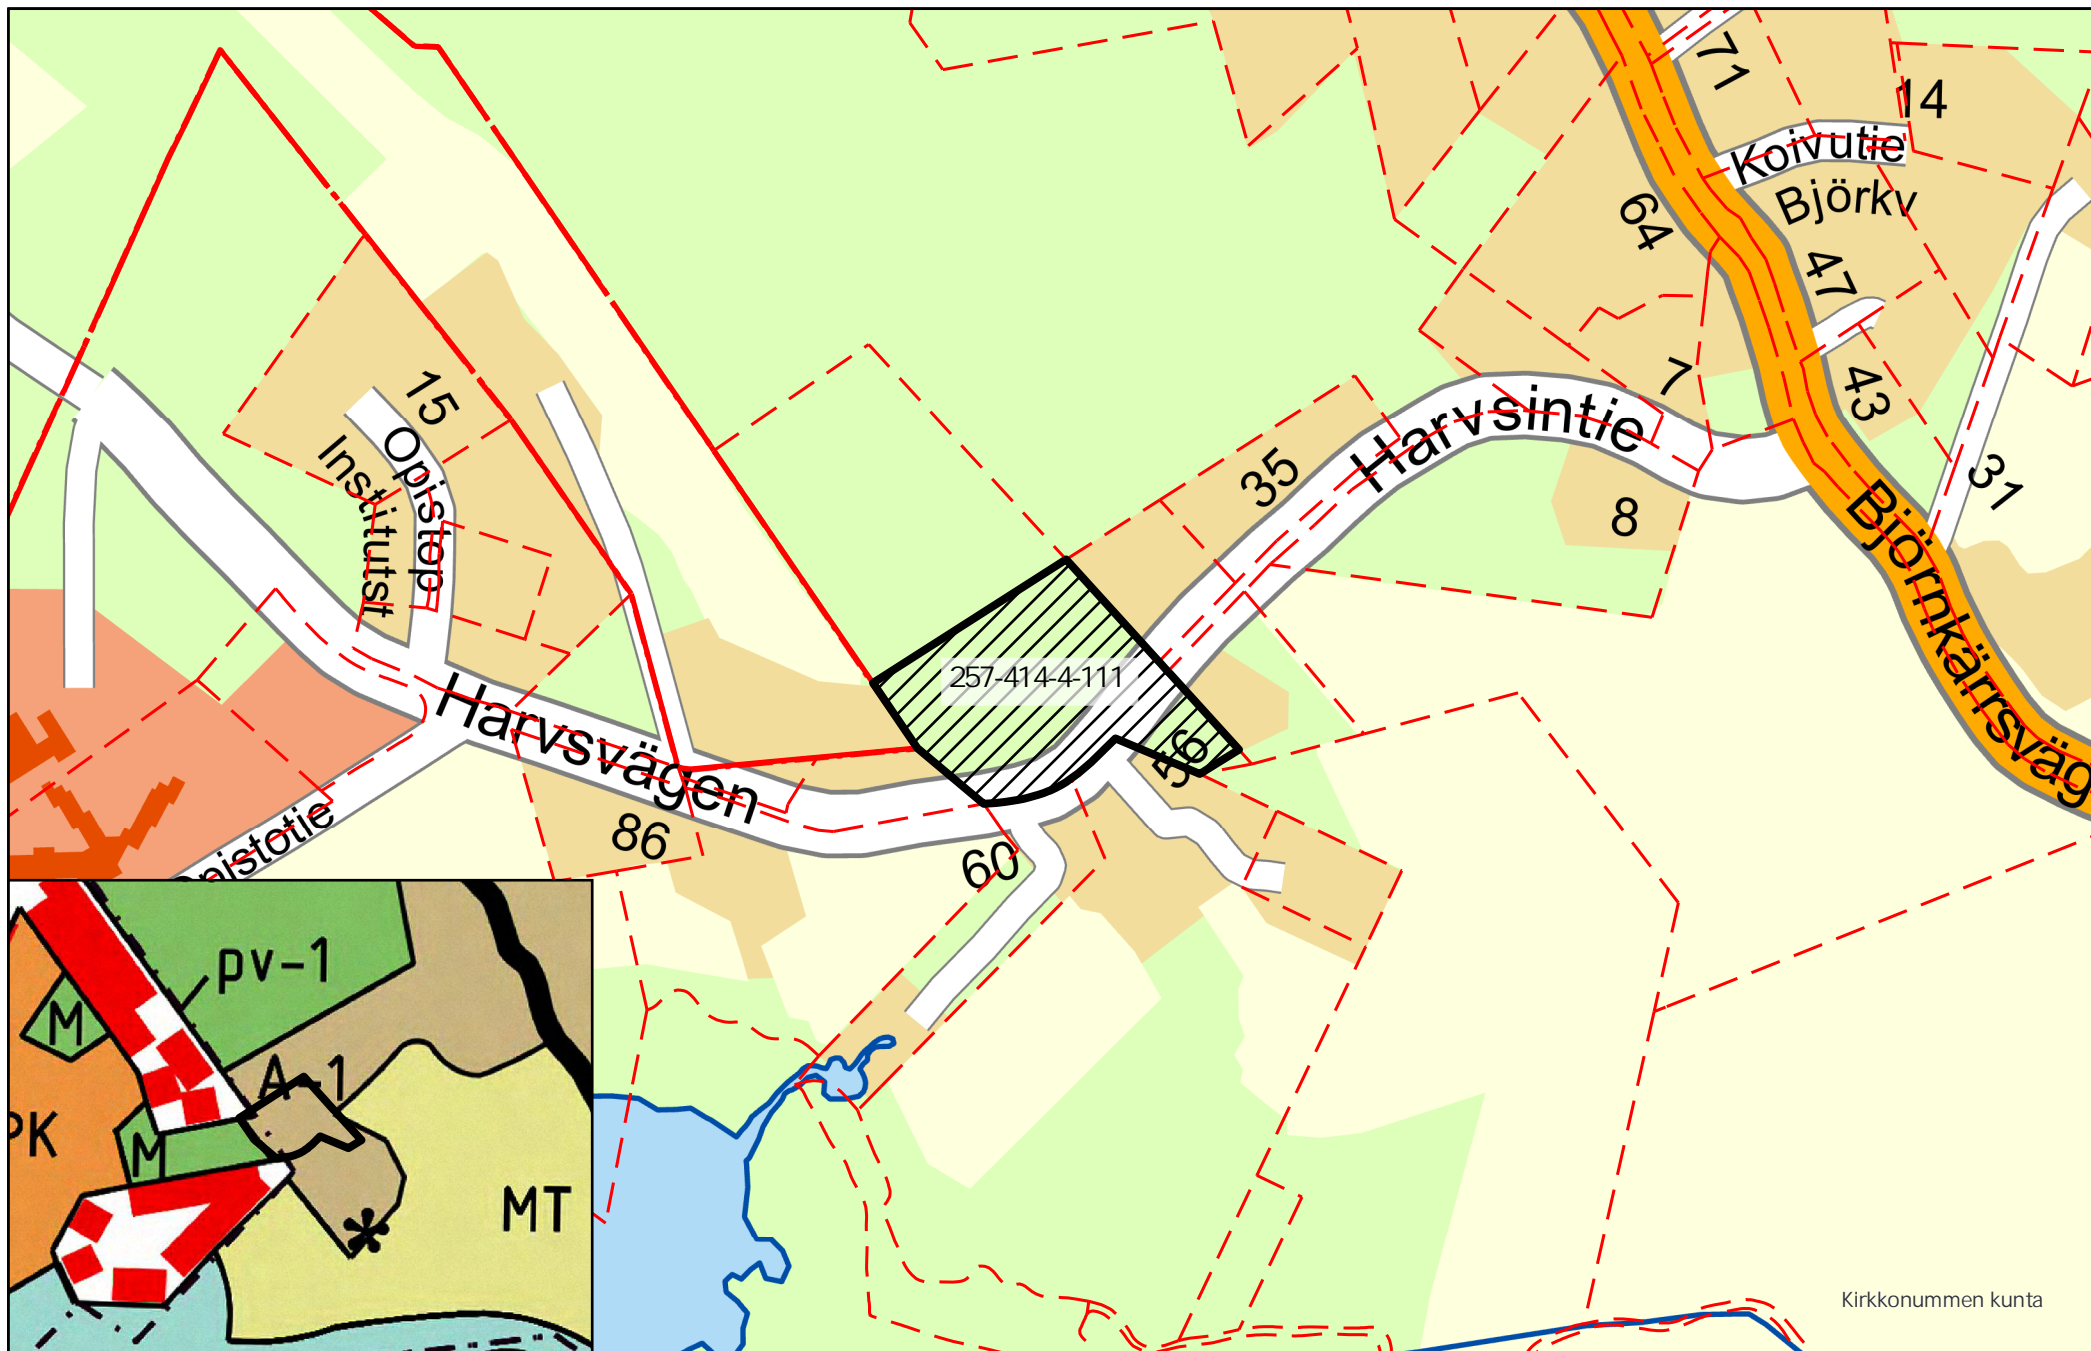 71
14
Koivutie
Björkv
64
47
15
7
43
Opistop
Institutst
Harvsintie
35
31
8
Björnkärrsväg
257-414-4-111
Harvsvägen
56
86
60
pistotie
pv-1
M
A-1
PK
M
MT
*
Kirkkonummen kunta